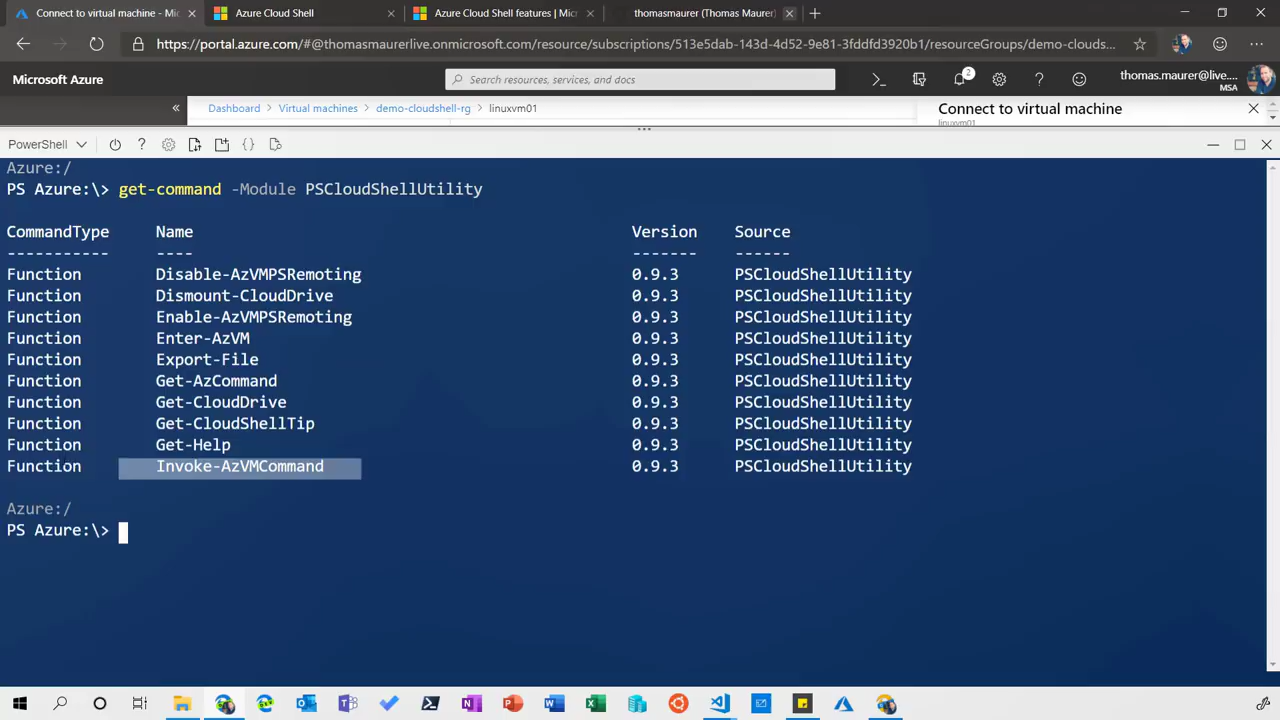 Connect to virtual machine - Mic
Azure Cloud Shell
Azure Cloud Shell features | Micr
thomasmaurer (Thomas Maurer)
https://portal.azure.com/#@thomasmaurerlive.onmicrosoft.com/resource/subscriptions/513e5dab-143d-4d52-9e81-3fddfd3920b1/resourceGroups/demo-clouds...
Microsoft Azure
Search resources, services, and docs
2
thomas.maurer@live....
MSA
Dashboard > Virtual machines > demo-cloudshell-rg > linuxvm01
Connect to virtual machine
linuxvm01
PowerShell
Azure:/
PS Azure:\> get-command -Module PSCloudShellUtility
CommandType Name Version Source
----------- ---- ------- ------
Function Disable-AzVMPSRemoting 0.9.3 PSCloudShellUtility
Function Dismount-CloudDrive 0.9.3 PSCloudShellUtility
Function Enable-AzVMPSRemoting 0.9.3 PSCloudShellUtility
Function Enter-AzVM 0.9.3 PSCloudShellUtility
Function Export-File 0.9.3 PSCloudShellUtility
Function Get-AzCommand 0.9.3 PSCloudShellUtility
Function Get-CloudDrive 0.9.3 PSCloudShellUtility
Function Get-CloudShellTip 0.9.3 PSCloudShellUtility
Function Get-Help 0.9.3 PSCloudShellUtility
Function Invoke-AzVMCommand 0.9.3 PSCloudShellUtility
Azure:/
PS Azure:\>